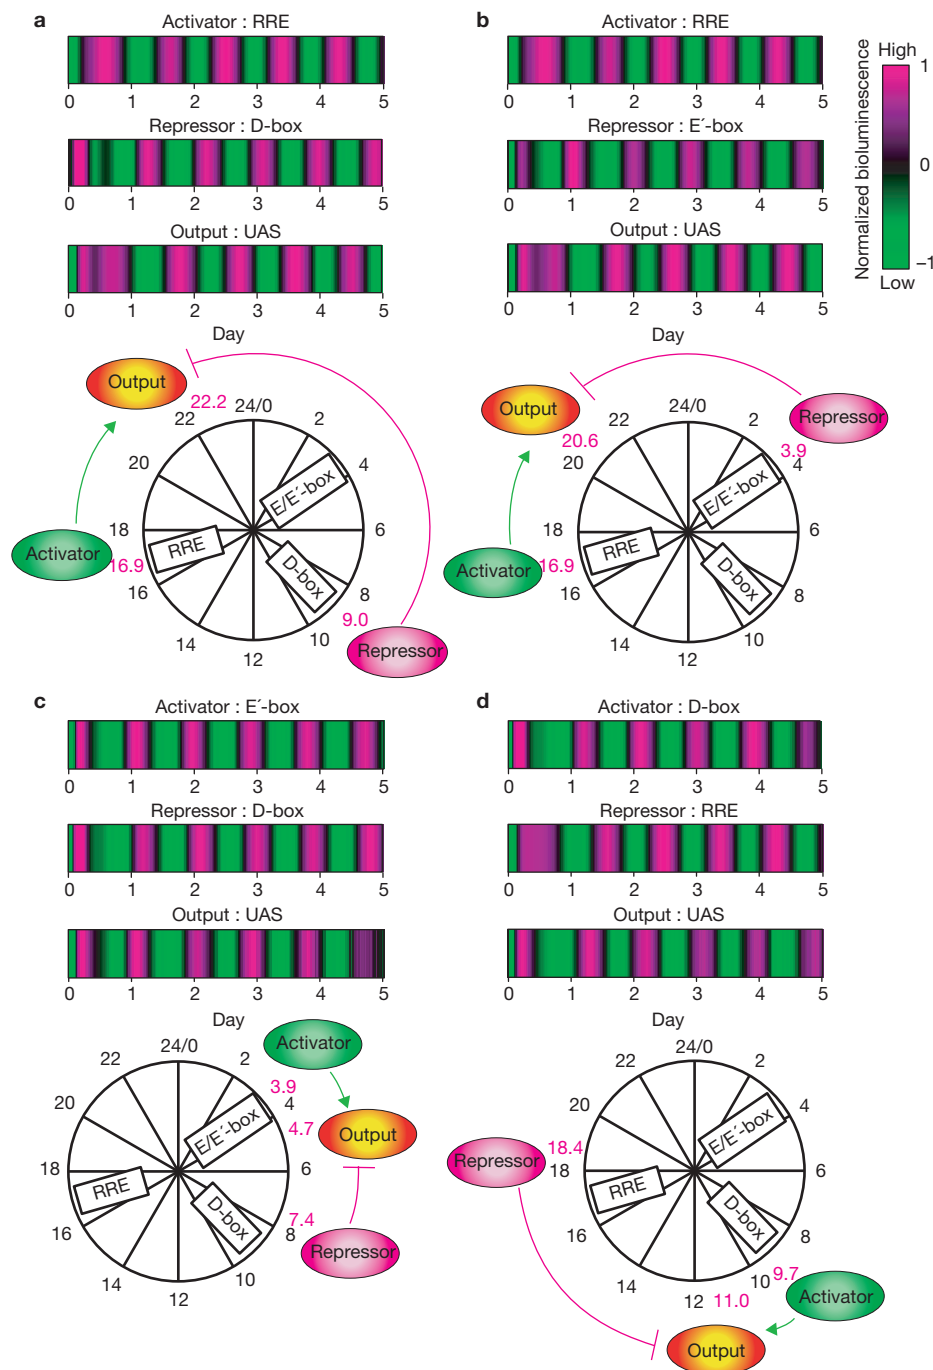 a
Activator : RRE
0 1 2 3 4 5
Repressor : D-box
0 1 2 3 4 5
Output : UAS
0 1 2 3 4 5
Day
Output
22.2
24/0
2
4
6
8
10
12
14
16
18
20
22
E/E´-box
D-box
RRE
Activator
16.9
9.0
Repressor
b
Activator : RRE
0 1 2 3 4 5
Repressor : E´-box
0 1 2 3 4 5
Output : UAS
0 1 2 3 4 5
Day
High
1
0
−1
Low
Normalized bioluminescence
Output
20.6
24/0
2
4
6
8
10
12
14
16
18
20
22
E/E´-box
D-box
RRE
Repressor
3.9
Activator
16.9
c
Activator : E´-box
0 1 2 3 4 5
Repressor : D-box
0 1 2 3 4 5
Output : UAS
0 1 2 3 4 5
Day
24/0
2
4
6
8
10
12
14
16
18
20
22
E/E´-box
D-box
RRE
Activator
3.9
4.7
Output
7.4
Repressor
d
Activator : D-box
0 1 2 3 4 5
Repressor : RRE
0 1 2 3 4 5
Output : UAS
0 1 2 3 4 5
Day
24/0
2
4
6
8
10
12
14
16
18
20
22
E/E´-box
D-box
RRE
Repressor
18.4
9.7
11.0
Activator
Output